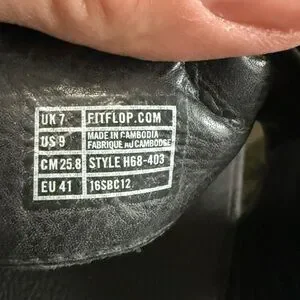 UK 7 FITFLOP.COM
US 9 MADE IN CAMBODIA
FABRIQUÉ AU CAMBODGE
CM 25.8 STYLE H68-403
EU 41 16SBC12